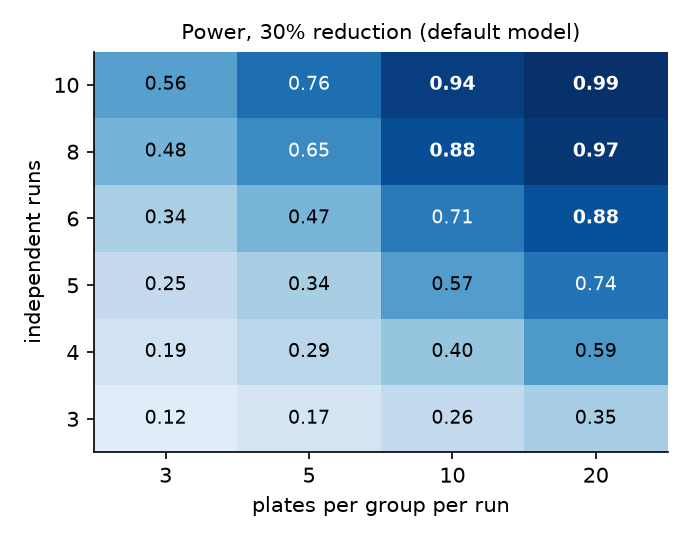 Power, 30% reduction (default model)
independent runs
10 0.56 0.76 0.94 0.99
8 0.48 0.65 0.88 0.97
6 0.34 0.47 0.71 0.88
5 0.25 0.34 0.57 0.74
4 0.19 0.29 0.40 0.59
3 0.12 0.17 0.26 0.35
3 5 10 20
plates per group per run